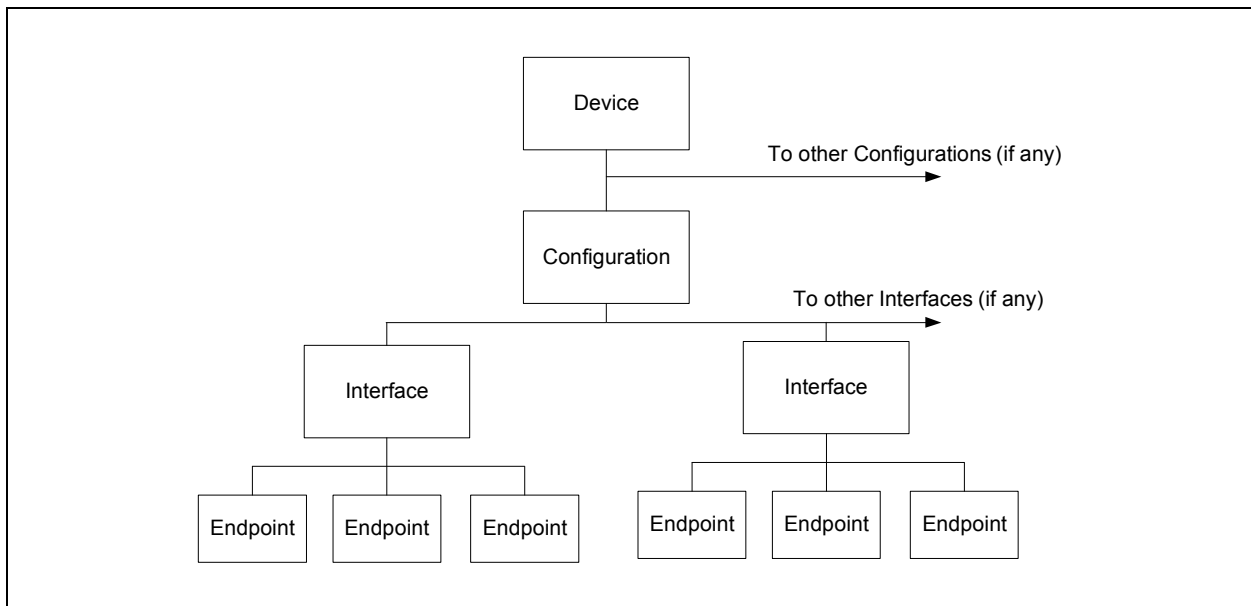 Device
To other Configurations (if any)
Configuration
To other Interfaces (if any)
Interface
Interface
Endpoint
Endpoint
Endpoint
Endpoint
Endpoint
Endpoint